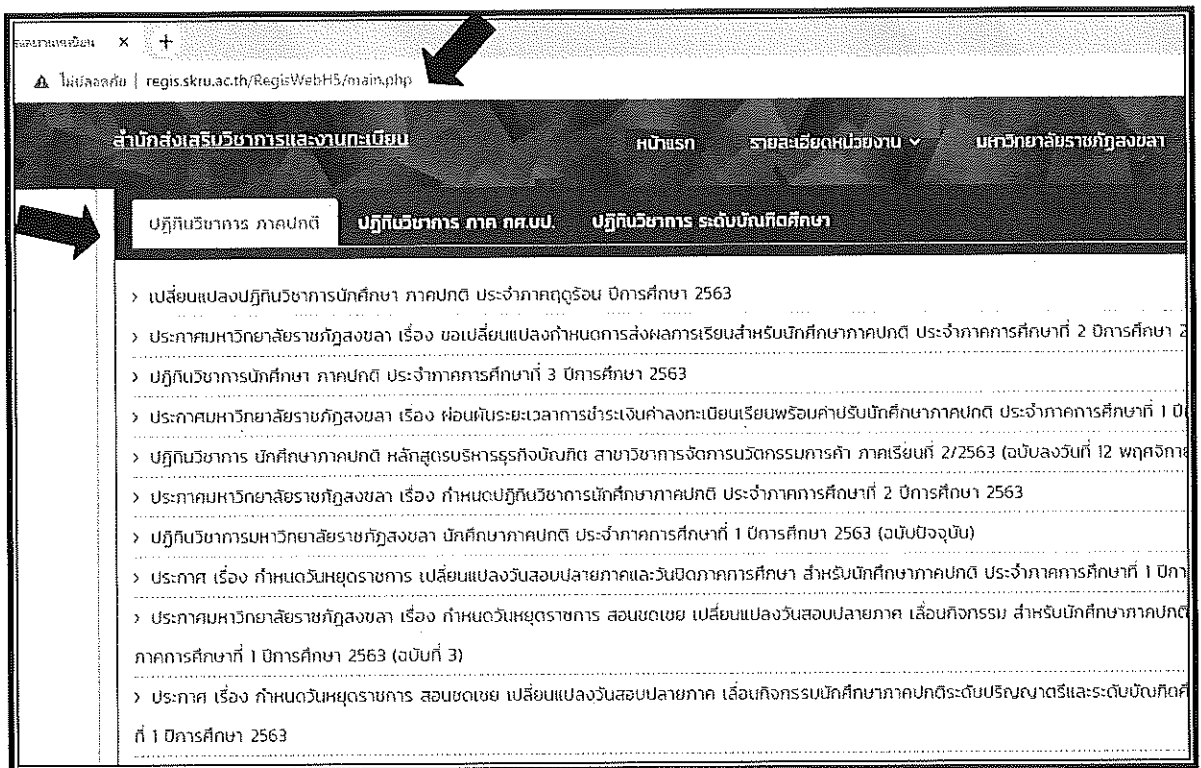 × +
ไม่ปลอดภัย | regis.skru.ac.th/RegisWebH5/main.php
สำนักส่งเสริมวิชาการและงานทะเบียน หน้าแรก รายละเอียดหน่วยงาน มหาวิทยาลัยราชภัฏสงขลา
ปฏิทินวิชาการ ภาคปกติ ปฏิทินวิชาการ ภาค กศ.บป. ปฏิทินวิชาการ ระดับบัณฑิตศึกษา
> เปลี่ยนแปลงปฏิทินวิชาการนักศึกษา ภาคปกติ ประจำภาคฤดูร้อน ปีการศึกษา 2563
> ประกาศมหาวิทยาลัยราชภัฏสงขลา เรื่อง ขอเปลี่ยนแปลงกำหนดการส่งผลการเรียนสำหรับนักศึกษาภาคปกติ ประจำภาคการศึกษาที่ 2 ปีการศึกษา 2
> ปฏิทินวิชาการนักศึกษา ภาคปกติ ประจำภาคการศึกษาที่ 3 ปีการศึกษา 2563
> ประกาศมหาวิทยาลัยราชภัฏสงขลา เรื่อง ผ่อนผันระยะเวลาการชำระเงินค่าลงทะเบียนเรียนพร้อมค่าปรับนักศึกษาภาคปกติ ประจำภาคการศึกษาที่ 1 ปี
> ปฏิทินวิชาการ นักศึกษาภาคปกติ หลักสูตรบริหารธุรกิจบัณฑิต สาขาวิชาการจัดการนวัตกรรมการค้า ภาคเรียนที่ 2/2563 (ฉบับลงวันที่ 12 พฤศจิกาย
> ประกาศมหาวิทยาลัยราชภัฏสงขลา เรื่อง กำหนดปฏิทินวิชาการนักศึกษาภาคปกติ ประจำภาคการศึกษาที่ 2 ปีการศึกษา 2563
> ปฏิทินวิชาการมหาวิทยาลัยราชภัฏสงขลา นักศึกษาภาคปกติ ประจำภาคการศึกษาที่ 1 ปีการศึกษา 2563 (ฉบับปัจจุบัน)
> ประกาศ เรื่อง กำหนดวันหยุดราชการ เปลี่ยนแปลงวันสอบปลายภาคและวันปิดภาคการศึกษา สำหรับนักศึกษาภาคปกติ ประจำภาคการศึกษาที่ 1 ปีกา
> ประกาศมหาวิทยาลัยราชภัฏสงขลา เรื่อง กำหนดวันหยุดราชการ สอนชดเชย เปลี่ยนแปลงวันสอบปลายภาค เลื่อนกิจกรรม สำหรับนักศึกษาภาคปกติ
ภาคการศึกษาที่ 1 ปีการศึกษา 2563 (ฉบับที่ 3)
> ประกาศ เรื่อง กำหนดวันหยุดราชการ สอนชดเชย เปลี่ยนแปลงวันสอบปลายภาค เลื่อนกิจกรรมนักศึกษาภาคปกติระดับปริญญาตรีและระดับบัณฑิตศึ
ที่ 1 ปีการศึกษา 2563